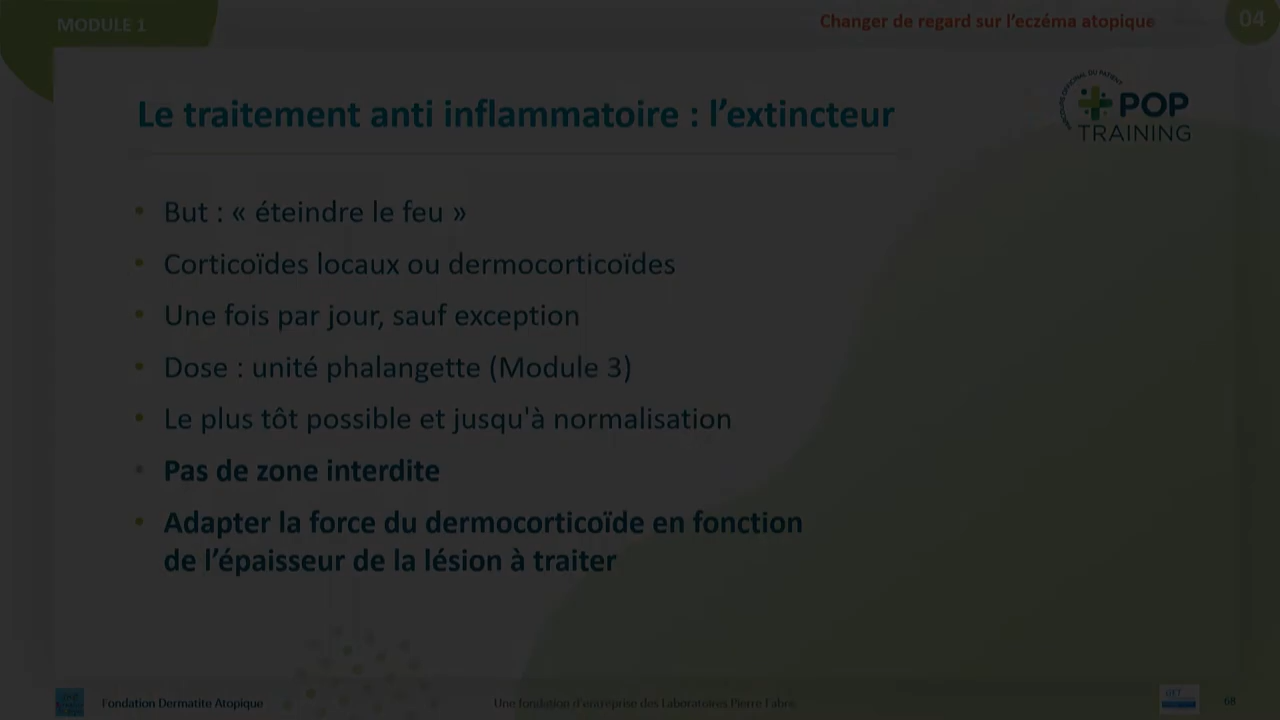 MODULE 1
Changer de regard sur l’eczéma atopique
04
Le traitement anti inflammatoire : l’extincteur
POP
TRAINING
• But : « éteindre le feu »
• Corticoïdes locaux ou dermocorticoïdes
• Une fois par jour, sauf exception
• Dose : unité phalangette (Module 3)
• Le plus tôt possible et jusqu'à normalisation
• Pas de zone interdite
• Adapter la force du dermocorticoïde en fonction
de l’épaisseur de la lésion à traiter
Fondation Dermatite Atopique
Une fondation d'entreprise des Laboratoires Pierre Fabre
68